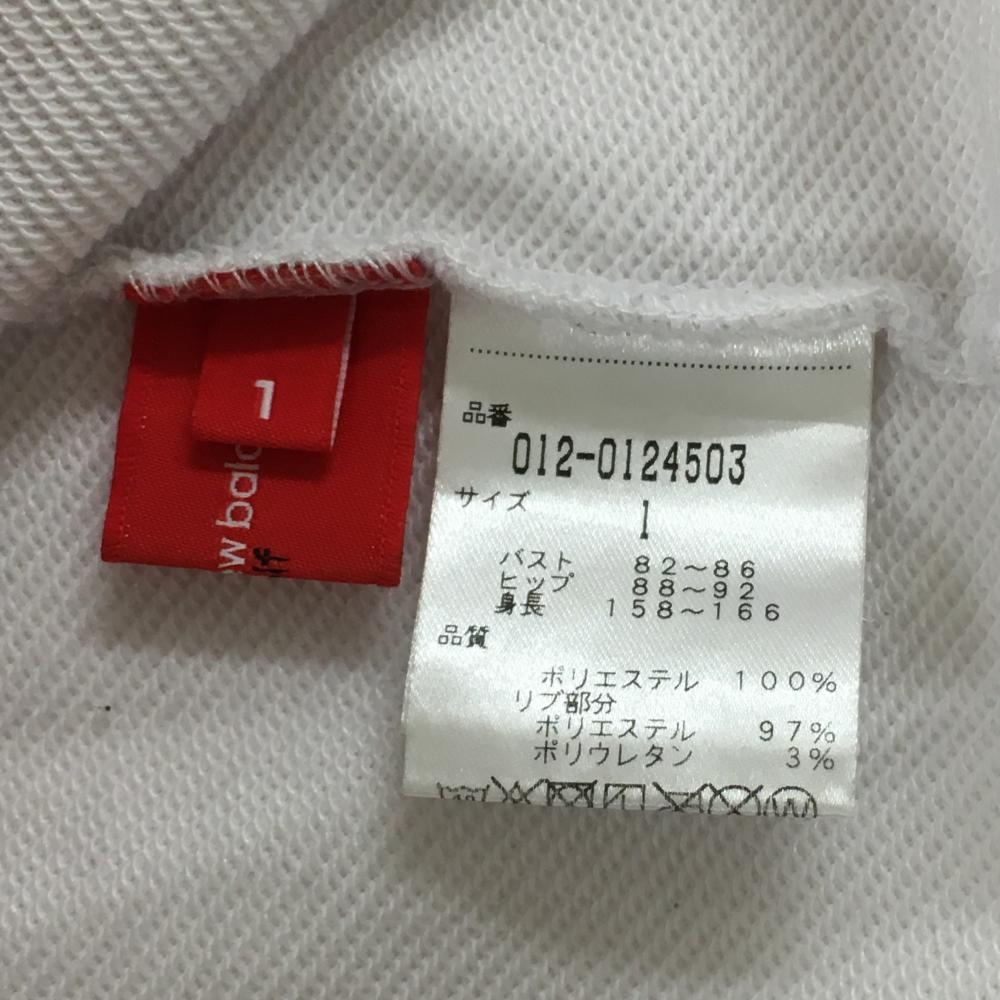 1
w bala
品番
012-0124503
サイズ
1
バスト 82～86
ヒップ 88～92
身長 158～166
品質
ポリエステル 100%
リブ部分
ポリエステル 97%
ポリウレタン 3%